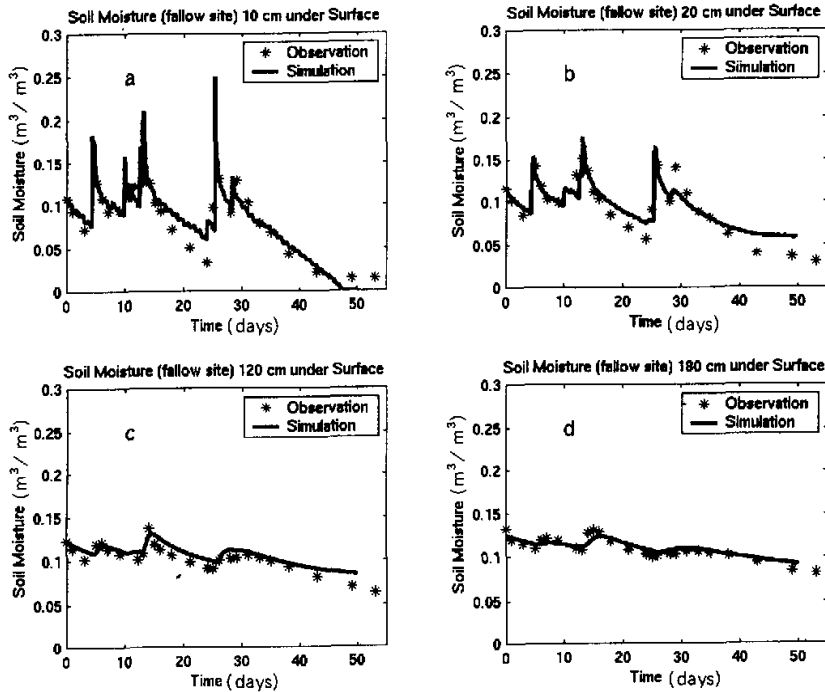 Soil Moisture (fallow site) 10 cm under Surface
Soil Moisture (m³ / m³)
0.3
0.25
0.2
0.15
0.1
0.05
0
a
* Observation
Simulation
0 10 20 30 40 50
Time (days)
Soil Moisture (fallow site) 20 cm under Surface
Soil Moisture (m³ / m³)
0.3
0.25
0.2
0.15
0.1
0.05
0
b
* Observation
Simulation
0 10 20 30 40 50
Time (days)
Soil Moisture (fallow site) 120 cm under Surface
Soil Moisture (m³ / m³)
0.3
0.25
0.2
0.15
0.1
0.05
0
c
* Observation
Simulation
0 10 20 30 40 50
Time (days)
Soil Moisture (fallow site) 180 cm under Surface
Soil Moisture (m³ / m³)
0.3
0.25
0.2
0.15
0.1
0.05
0
d
* Observation
Simulation
0 10 20 30 40 50
Time (days)